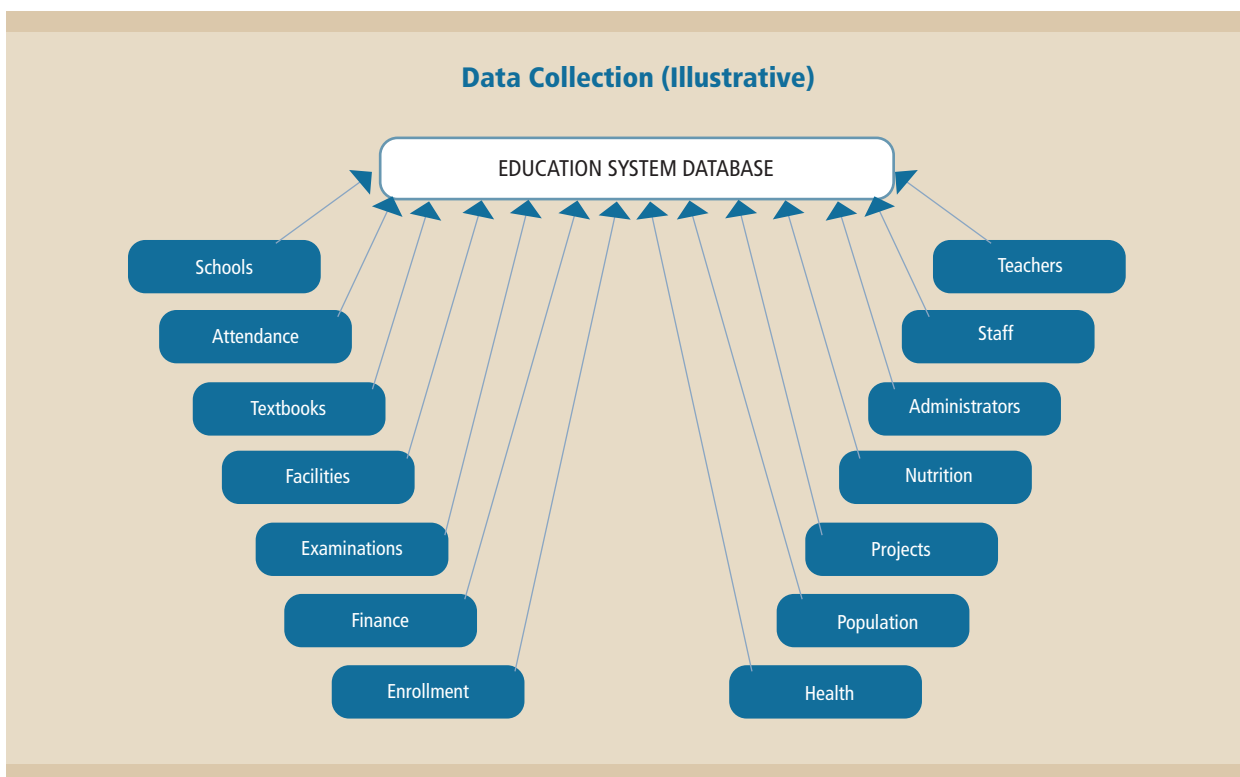 Data Collection (Illustrative)
EDUCATION SYSTEM DATABASE
Schools
Attendance
Textbooks
Facilities
Examinations
Finance
Enrollment
Teachers
Staff
Administrators
Nutrition
Projects
Population
Health